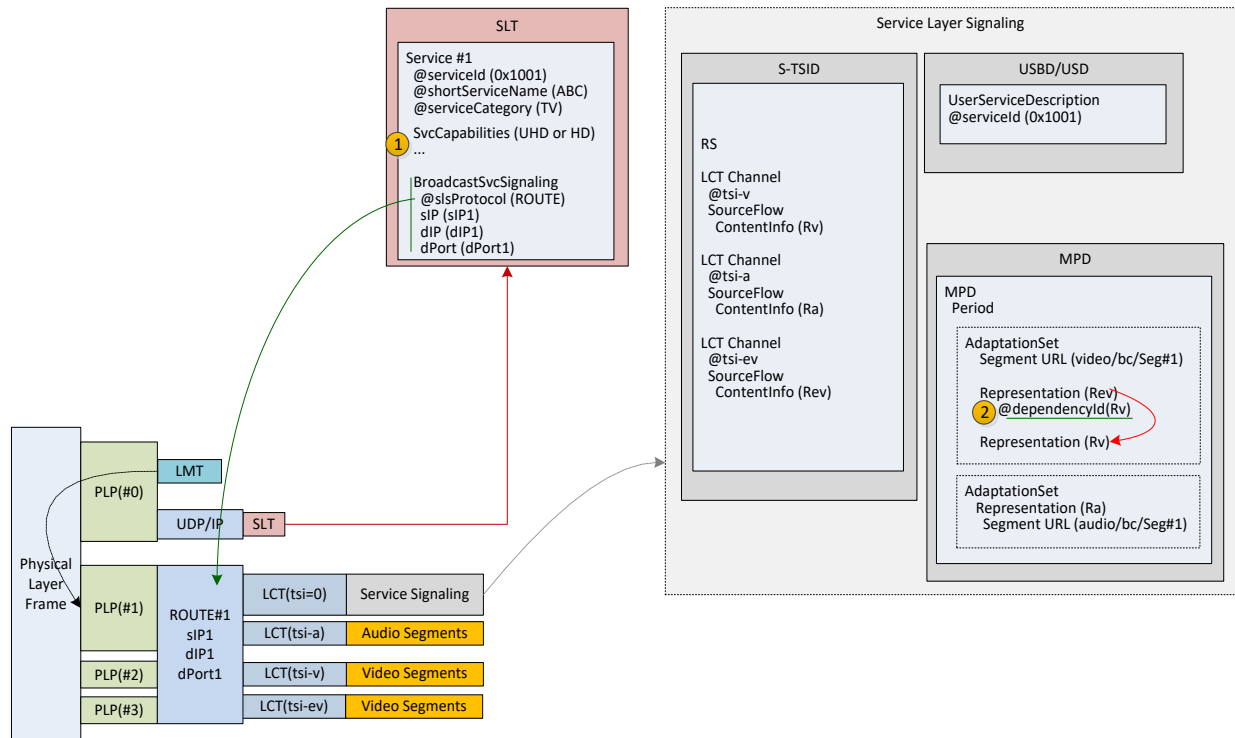 SLT
Service #1
@serviceId (0x1001)
@shortServiceName (ABC)
@serviceCategory (TV)
1
SvcCapabilities (UHD or HD)
...
BroadcastSvcSignaling
@slsProtocol (ROUTE)
sIP (sIP1)
dIP (dIP1)
dPort (dPort1)
Service Layer Signaling
S-TSID
RS
LCT Channel
@tsi-v
SourceFlow
ContentInfo (Rv)
LCT Channel
@tsi-a
SourceFlow
ContentInfo (Ra)
LCT Channel
@tsi-ev
SourceFlow
ContentInfo (Rev)
USBD/USD
UserServiceDescription
@serviceId (0x1001)
MPD
MPD
Period
AdaptationSet
Segment URL (video/bc/Seg#1)
Representation (Rev)
2
@dependencyId(Rv)
Representation (Rv)
AdaptationSet
Representation (Ra)
Segment URL (audio/bc/Seg#1)
Physical
Layer
Frame
PLP(#0)
LMT
UDP/IP
SLT
PLP(#1)
PLP(#2)
PLP(#3)
ROUTE#1
sIP1
dIP1
dPort1
LCT(tsi=0)
Service Signaling
LCT(tsi-a)
Audio Segments
LCT(tsi-v)
Video Segments
LCT(tsi-ev)
Video Segments